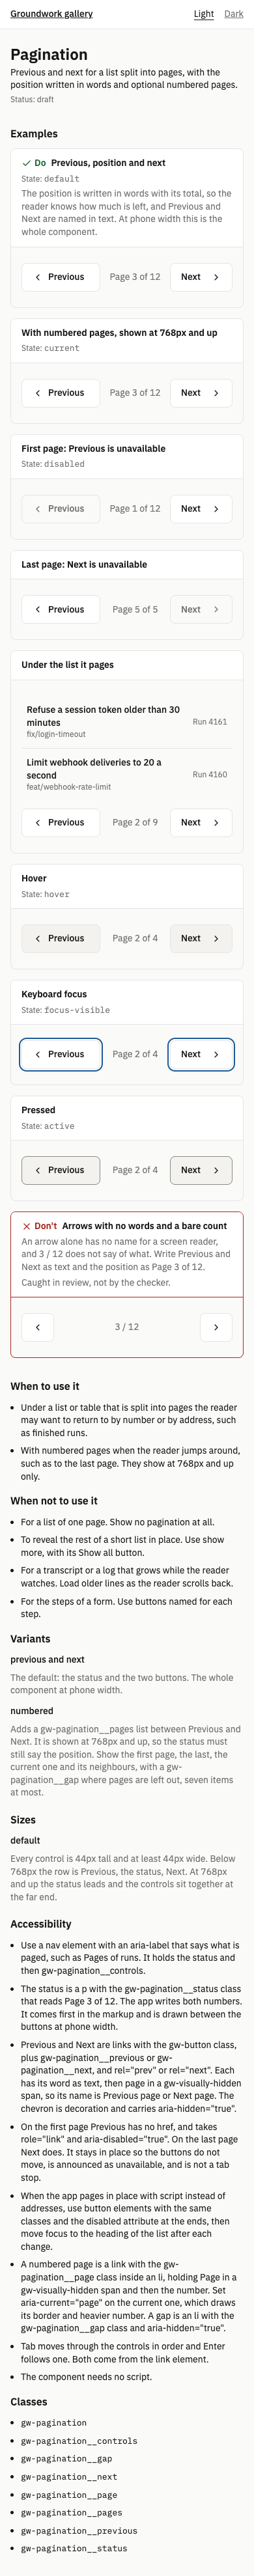 Groundwork gallery
Light Dark
Pagination
Previous and next for a list split into pages, with the
position written in words and optional numbered pages.
Status: draft
Examples
Do Previous, position and next
State: default
The position is written in words with its total, so the
reader knows how much is left, and Previous and
Next are named in text. At phone width this is the
whole component.
Previous Page 3 of 12 Next
With numbered pages, shown at 768px and up
State: current
Previous Page 3 of 12 Next
First page: Previous is unavailable
State: disabled
Previous Page 1 of 12 Next
Last page: Next is unavailable
Previous Page 5 of 5 Next
Under the list it pages
Refuse a session token older than 30
minutes
fix/login-timeout
Run 4161
Limit webhook deliveries to 20 a
second
feat/webhook-rate-limit
Run 4160
Previous Page 2 of 9 Next
Hover
State: hover
Previous Page 2 of 4 Next
Keyboard focus
State: focus-visible
Previous Page 2 of 4 Next
Pressed
State: active
Previous Page 2 of 4 Next
Don't Arrows with no words and a bare count
An arrow alone has no name for a screen reader,
and 3 / 12 does not say of what. Write Previous and
Next as text and the position as Page 3 of 12.
Caught in review, not by the checker.
3 / 12
When to use it
Under a list or table that is split into pages the reader
may want to return to by number or by address, such
as finished runs.
With numbered pages when the reader jumps around,
such as to the last page. They show at 768px and up
only.
When not to use it
For a list of one page. Show no pagination at all.
To reveal the rest of a short list in place. Use show
more, with its Show all button.
For a transcript or a log that grows while the reader
watches. Load older lines as the reader scrolls back.
For the steps of a form. Use buttons named for each
step.
Variants
previous and next
The default: the status and the two buttons. The whole
component at phone width.
numbered
Adds a gw-pagination__pages list between Previous and
Next. It is shown at 768px and up, so the status must
still say the position. Show the first page, the last, the
current one and its neighbours, with a gw-
pagination__gap where pages are left out, seven items
at most.
Sizes
default
Every control is 44px tall and at least 44px wide. Below
768px the row is Previous, the status, Next. At 768px
and up the status leads and the controls sit together at
the far end.
Accessibility
Use a nav element with an aria-label that says what is
paged, such as Pages of runs. It holds the status and
then gw-pagination__controls.
The status is a p with the gw-pagination__status class
that reads Page 3 of 12. The app writes both numbers.
It comes first in the markup and is drawn between the
buttons at phone width.
Previous and Next are links with the gw-button class,
plus gw-pagination__previous or gw-
pagination__next, and rel="prev" or rel="next". Each
has its word as text, then page in a gw-visually-hidden
span, so its name is Previous page or Next page. The
chevron is decoration and carries aria-hidden="true".
On the first page Previous has no href, and takes
role="link" and aria-disabled="true". On the last page
Next does. It stays in place so the buttons do not
move, is announced as unavailable, and is not a tab
stop.
When the app pages in place with script instead of
addresses, use button elements with the same
classes and the disabled attribute at the ends, then
move focus to the heading of the list after each
change.
A numbered page is a link with the gw-
pagination__page class inside an li, holding Page in a
gw-visually-hidden span and then the number. Set
aria-current="page" on the current one, which draws
its border and heavier number. A gap is an li with the
gw-pagination__gap class and aria-hidden="true".
Tab moves through the controls in order and Enter
follows one. Both come from the link element.
The component needs no script.
Classes
gw-pagination
gw-pagination__controls
gw-pagination__gap
gw-pagination__next
gw-pagination__page
gw-pagination__pages
gw-pagination__previous
gw-pagination__status